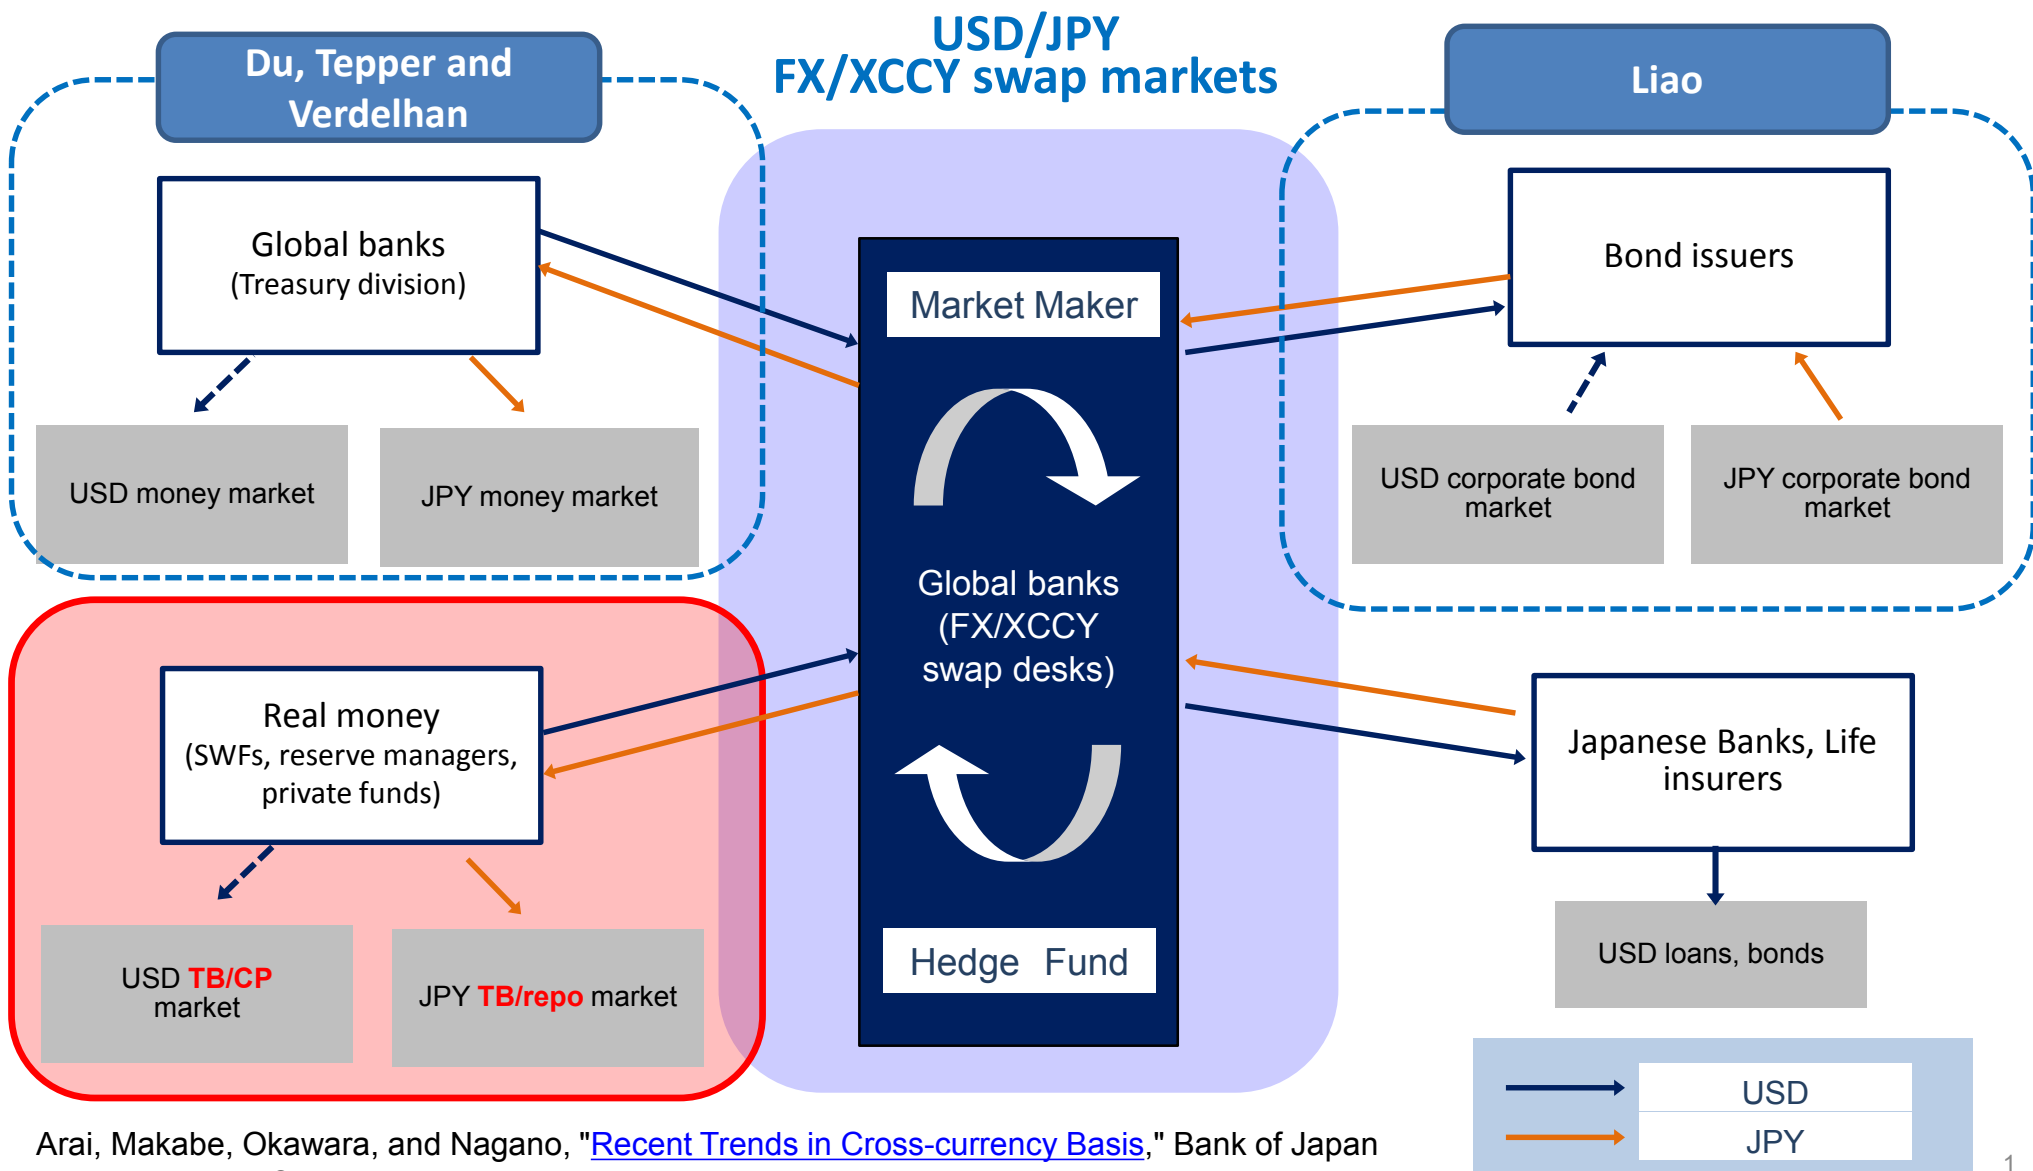 USD/JPY
FX/XCCY swap markets
Du, Tepper and
Verdelhan
Liao
Global banks
(Treasury division)
USD money market
JPY money market
Market Maker
Global banks
(FX/XCCY
swap desks)
Hedge Fund
Bond issuers
USD corporate bond
market
JPY corporate bond
market
Real money
(SWFs, reserve managers,
private funds)
USD TB/CP
market
JPY TB/repo market
Japanese Banks, Life
insurers
USD loans, bonds
USD
JPY
Arai, Makabe, Okawara, and Nagano, "Recent Trends in Cross-currency Basis," Bank of Japan
1